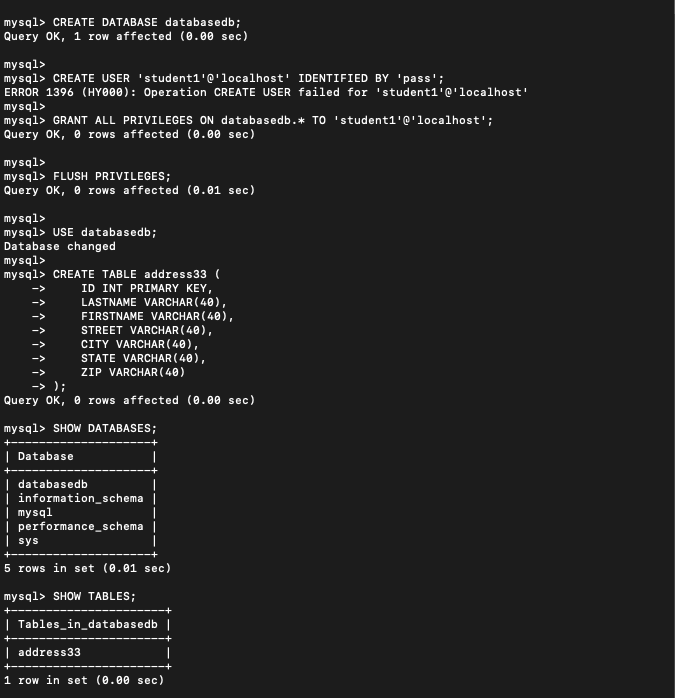 mysql> CREATE DATABASE databasedb;
Query OK, 1 row affected (0.00 sec)
mysql>
mysql> CREATE USER 'student1'@'localhost' IDENTIFIED BY 'pass';
ERROR 1396 (HY000): Operation CREATE USER failed for 'student1'@'localhost'
mysql>
mysql> GRANT ALL PRIVILEGES ON databasedb.* TO 'student1'@'localhost';
Query OK, 0 rows affected (0.00 sec)
mysql>
mysql> FLUSH PRIVILEGES;
Query OK, 0 rows affected (0.01 sec)
mysql>
mysql> USE databasedb;
Database changed
mysql>
mysql> CREATE TABLE address33 (
    ->     ID INT PRIMARY KEY,
    ->     LASTNAME VARCHAR(40),
    ->     FIRSTNAME VARCHAR(40),
    ->     STREET VARCHAR(40),
    ->     CITY VARCHAR(40),
    ->     STATE VARCHAR(40),
    ->     ZIP VARCHAR(40)
    -> );
Query OK, 0 rows affected (0.00 sec)
mysql> SHOW DATABASES;
+--------------------+
| Database           |
+--------------------+
| databasedb         |
| information_schema |
| mysql              |
| performance_schema |
| sys                |
+--------------------+
5 rows in set (0.01 sec)
mysql> SHOW TABLES;
+----------------------+
| Tables_in_databasedb |
+----------------------+
| address33            |
+----------------------+
1 row in set (0.00 sec)